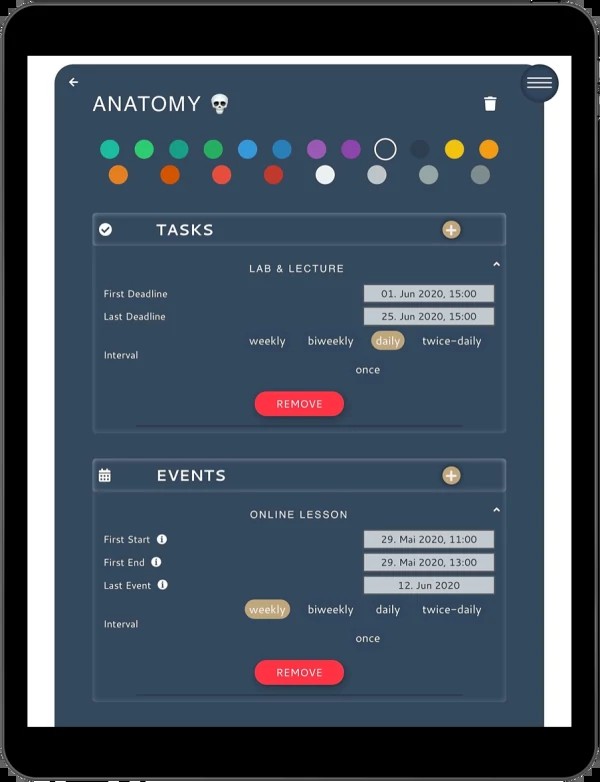 ANATOMY 💀
TASKS
LAB & LECTURE
First Deadline 01. Jun 2020, 15:00
Last Deadline 25. Jun 2020, 15:00
weekly biweekly daily twice-daily
Interval
once
REMOVE
EVENTS
ONLINE LESSON
First Start 29. Mai 2020, 11:00
First End 29. Mai 2020, 13:00
Last Event 12. Jun 2020
weekly biweekly daily twice-daily
Interval
once
REMOVE